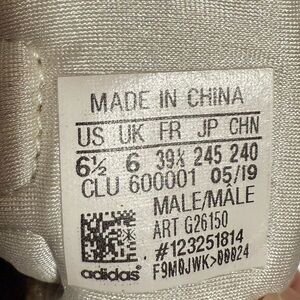 MADE IN CHINA
US UK FR JP CHN
6½ 6 39⅓ 245 240
CLU 600001 05/19
MALE/MÂLE
ART G26150
#123251814
adidas F9M0JWK>00024